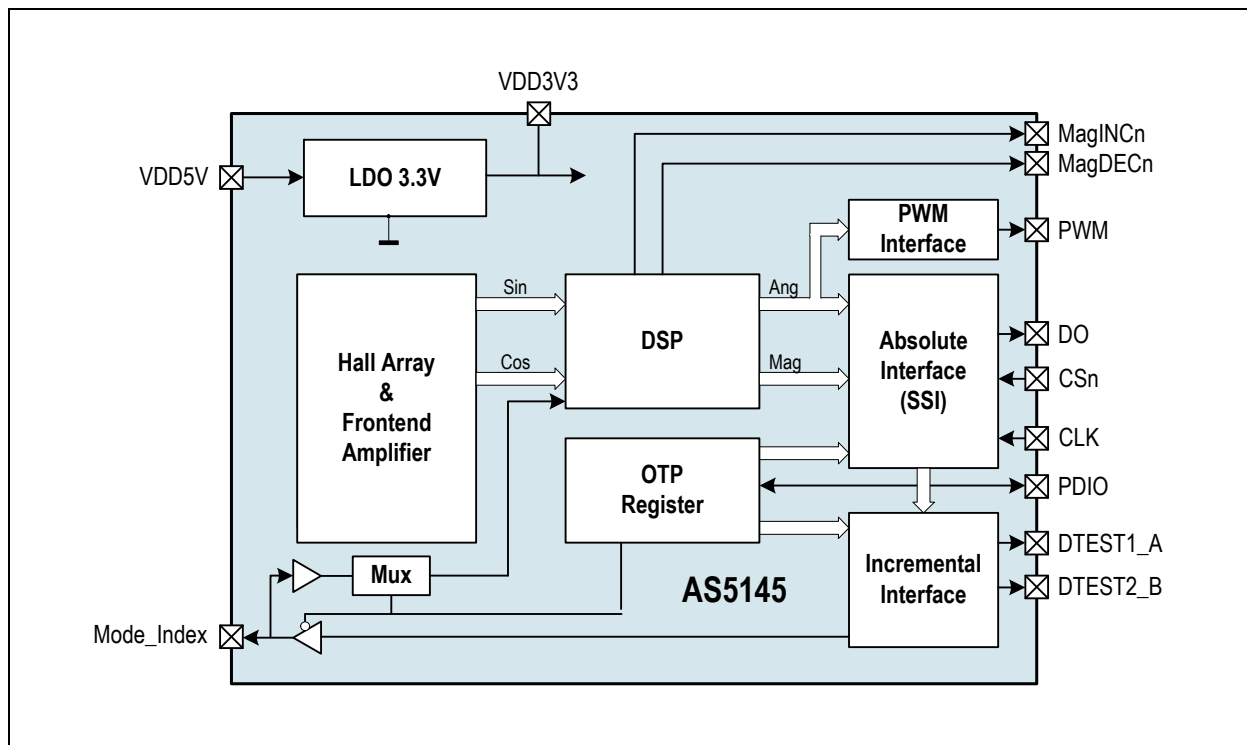 VDD3V3
MagINCn
VDD5V
LDO 3.3V
MagDECn
PWM
Interface
PWM
Sin
Ang
Hall Array
&
Frontend
Amplifier
DSP
Absolute
Interface
(SSI)
DO
Cos
Mag
CSn
CLK
OTP
Register
PDIO
DTEST1_A
Mux
AS5145
Incremental
Interface
DTEST2_B
Mode_Index